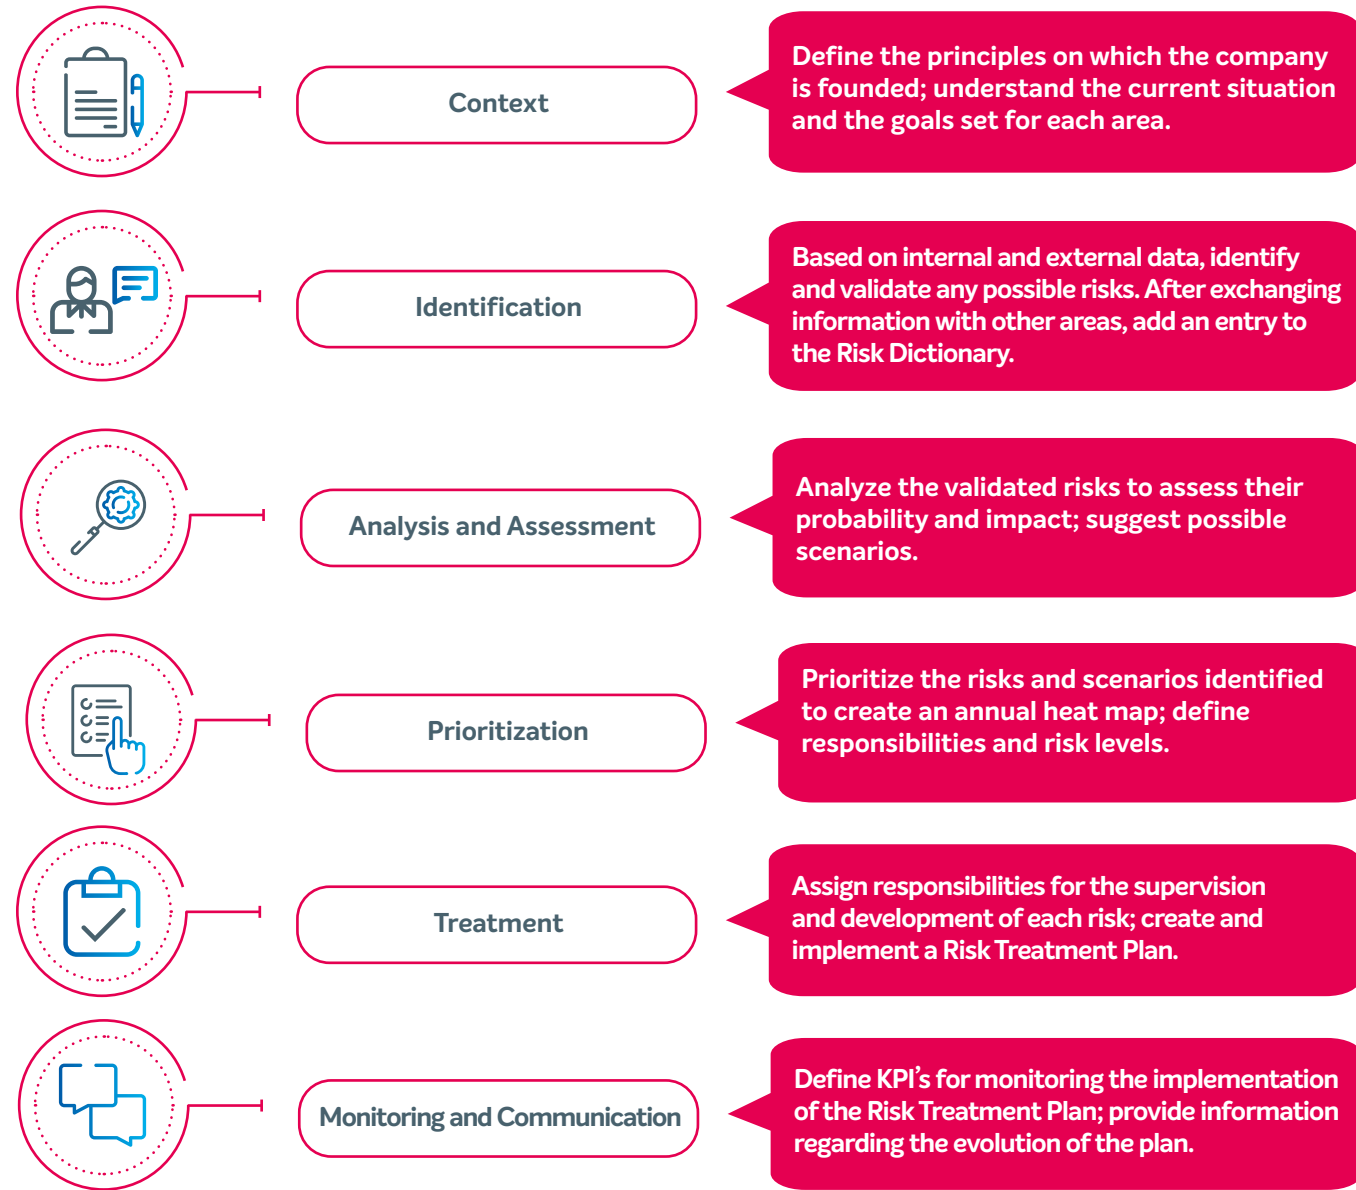 Context
Define the principles on which the company
is founded; understand the current situation
and the goals set for each area.
Identification
Based on internal and external data, identify
and validate any possible risks. After exchanging
information with other areas, add an entry to
the Risk Dictionary.
Analysis and Assessment
Analyze the validated risks to assess their
probability and impact; suggest possible
scenarios.
Prioritization
Prioritize the risks and scenarios identified
to create an annual heat map; define
responsibilities and risk levels.
Treatment
Assign responsibilities for the supervision
and development of each risk; create and
implement a Risk Treatment Plan.
Monitoring and Communication
Define KPI's for monitoring the implementation
of the Risk Treatment Plan; provide information
regarding the evolution of the plan.